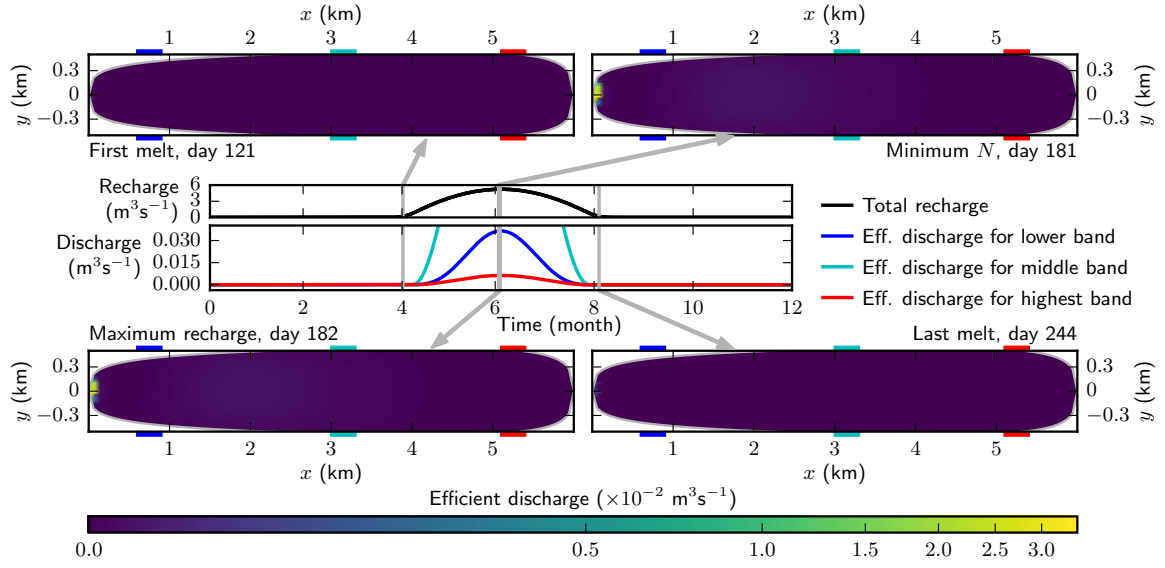 x (km)
x (km)
1 2 3 4 5
1 2 3 4 5
y (km)
0.3
0
−0.3
0.3
0
−0.3
y (km)
First melt, day 121
Minimum N, day 181
Recharge
(m³s⁻¹)
6
3
0
Discharge
(m³s⁻¹)
0.030
0.015
0.000
0 2 4 6 8 10 12
Time (month)
Total recharge
Eff. discharge for lower band
Eff. discharge for middle band
Eff. discharge for highest band
Maximum recharge, day 182
Last melt, day 244
y (km)
0.3
0
−0.3
0.3
0
−0.3
y (km)
1 2 3 4 5
1 2 3 4 5
x (km)
x (km)
Efficient discharge (×10⁻² m³s⁻¹)
0.0 0.5 1.0 1.5 2.0 2.5 3.0